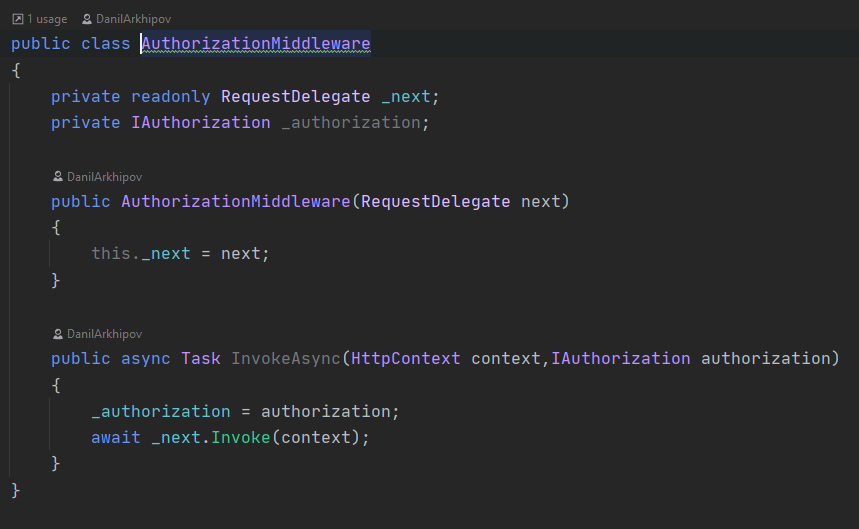 1 usage DanilArkhipov
public class AuthorizationMiddleware
{
private readonly RequestDelegate _next;
private IAuthorization _authorization;
DanilArkhipov
public AuthorizationMiddleware(RequestDelegate next)
{
this._next = next;
}
DanilArkhipov
public async Task InvokeAsync(HttpContext context,IAuthorization authorization)
{
_authorization = authorization;
await _next.Invoke(context);
}
}